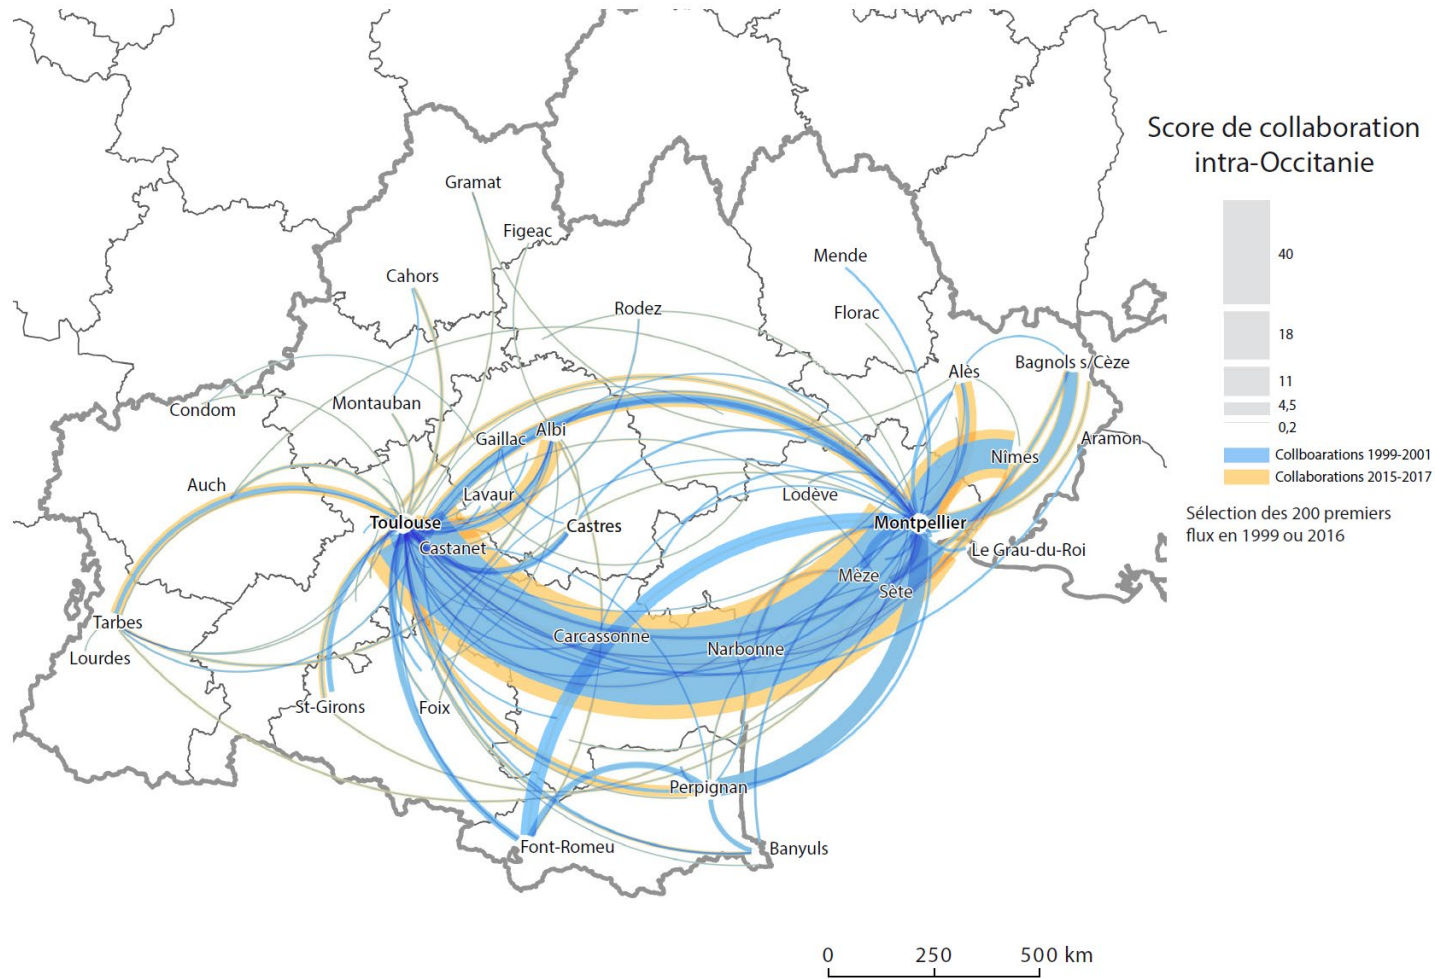 Score de collaboration
intra-Occitanie
40
18
11
4,5
0,2
Collboarations 1999-2001
Collaborations 2015-2017
Sélection des 200 premiers
flux en 1999 ou 2016
Gramat
Figeac
Mende
Cahors
Rodez
Florac
Alès
Bagnols s/Cèze
Condom
Montauban
Gaillac
Albi
Aramon
Nîmes
Auch
Lavaur
Lodève
Toulouse
Castres
Montpellier
Castanet
Le Grau-du-Roi
Mèze
Sète
Tarbes
Carcassonne
Narbonne
Lourdes
St-Girons
Foix
Perpignan
Font-Romeu
Banyuls
0 250 500 km